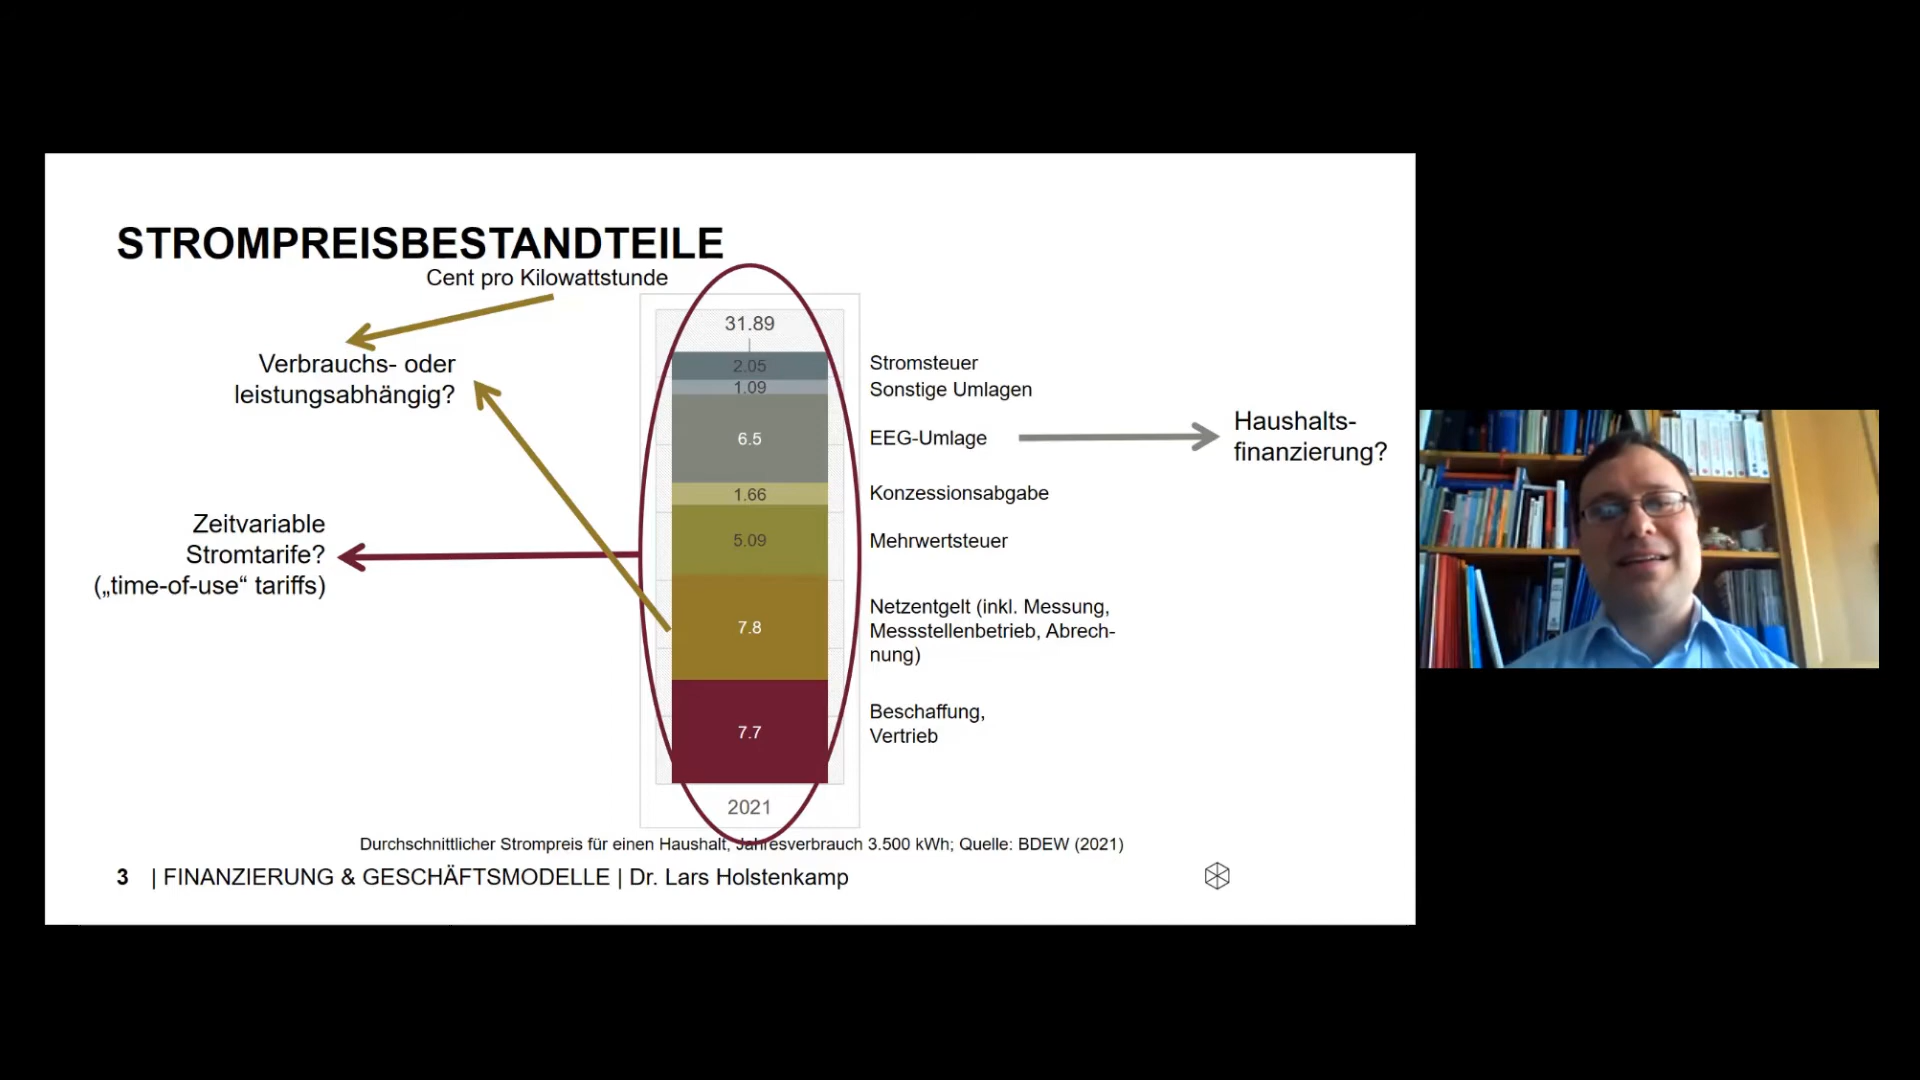 STROMPREISBESTANDTEILE
Cent pro Kilowattstunde
Verbrauchs- oder
leistungsabhängig?
Zeitvariable
Stromtarife?
(„time-of-use“ tariffs)
31.89
2.05
1.09
6.5
1.66
5.09
7.8
7.7
2021
Stromsteuer
Sonstige Umlagen
EEG-Umlage
Konzessionsabgabe
Mehrwertsteuer
Netzentgelt (inkl. Messung,
Messstellenbetrieb, Abrech-
nung)
Beschaffung,
Vertrieb
Haushalts-
finanzierung?
Durchschnittlicher Strompreis für einen Haushalt, Jahresverbrauch 3.500 kWh; Quelle: BDEW (2021)
3 | FINANZIERUNG & GESCHÄFTSMODELLE | Dr. Lars Holstenkamp